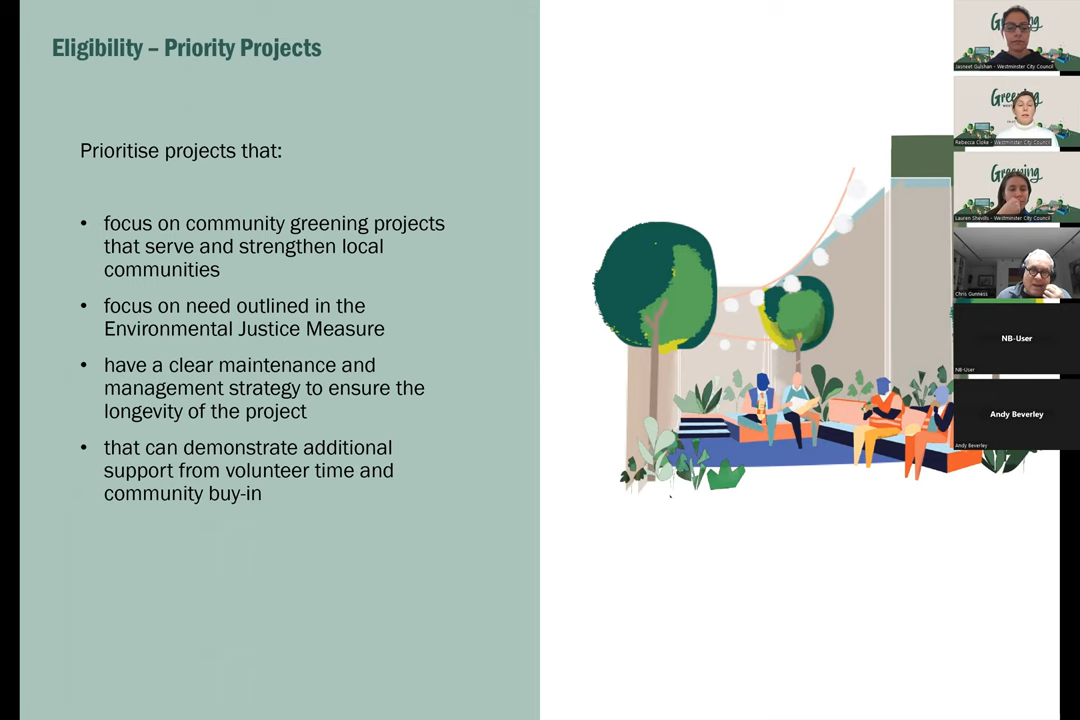 Eligibility – Priority Projects
Prioritise projects that:
• focus on community greening projects
that serve and strengthen local
communities
• focus on need outlined in the
Environmental Justice Measure
• have a clear maintenance and
management strategy to ensure the
longevity of the project
• that can demonstrate additional
support from volunteer time and
community buy-in
Greening
Jasneet Gulshan - Westminster City Council
Greening
Rebecca Cloke - Westminster City Council
Greening
Lauren Shevills - Westminster City Council
Chris Gunness
NB-User
NB-User
Andy Beverley
Andy Beverley